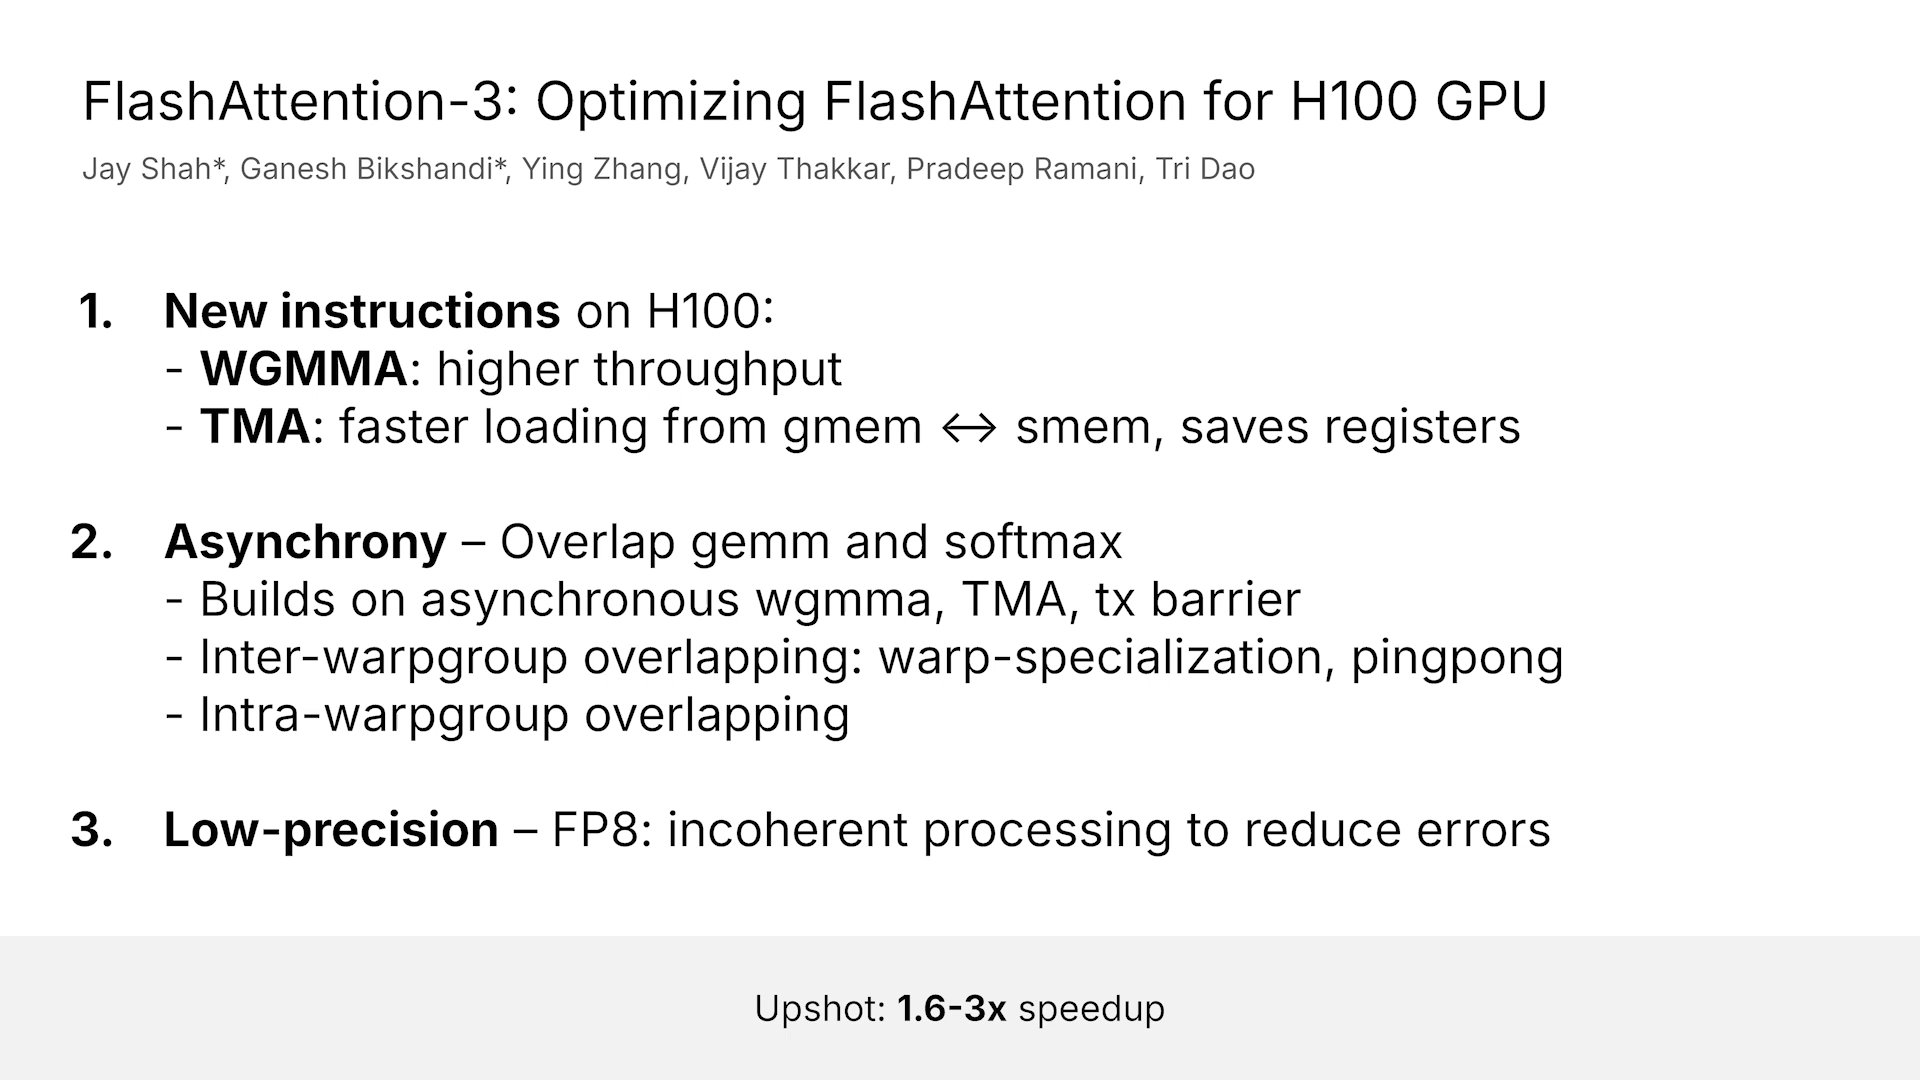 FlashAttention-3: Optimizing FlashAttention for H100 GPU
Jay Shah*, Ganesh Bikshandi*, Ying Zhang, Vijay Thakkar, Pradeep Ramani, Tri Dao
1. New instructions on H100:
- WGMMA: higher throughput
- TMA: faster loading from gmem ↔ smem, saves registers
2. Asynchrony – Overlap gemm and softmax
- Builds on asynchronous wgmma, TMA, tx barrier
- Inter-warpgroup overlapping: warp-specialization, pingpong
- Intra-warpgroup overlapping
3. Low-precision – FP8: incoherent processing to reduce errors
Upshot: 1.6-3x speedup